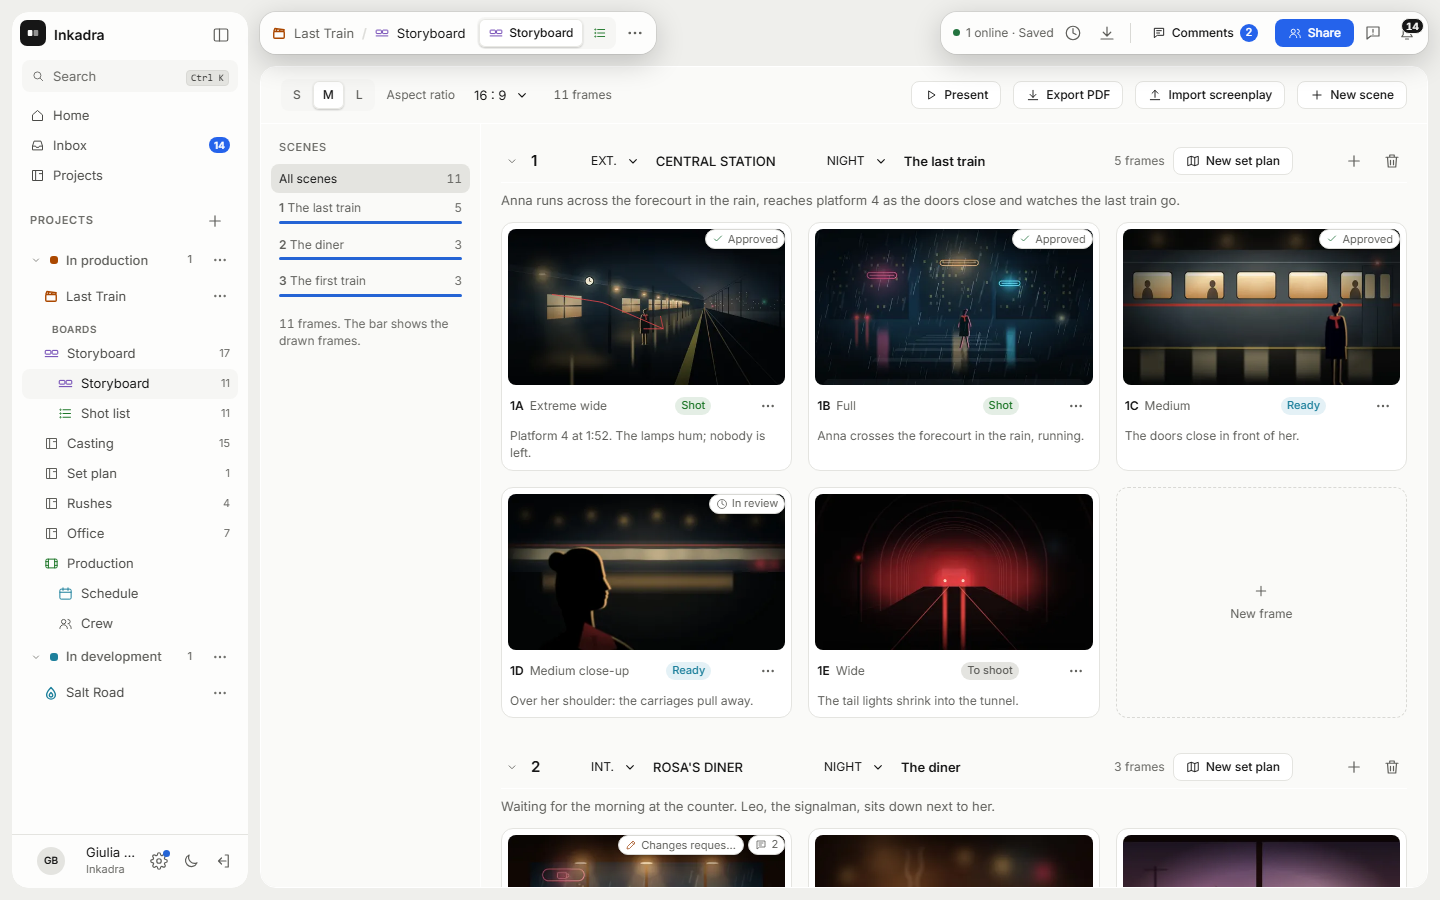 Inkadra
Search
Ctrl K
Home
Inbox
14
Projects
PROJECTS
In production
1
Last Train
BOARDS
Storyboard
17
Storyboard
11
Shot list
11
Casting
15
Set plan
1
Rushes
4
Office
7
Production
Schedule
Crew
In development
1
Salt Road
GB
Giulia ...
Inkadra
Last Train / Storyboard
Storyboard
1 online · Saved
Comments
2
Share
14
S
M
L
Aspect ratio
16 : 9
11 frames
Present
Export PDF
Import screenplay
New scene
SCENES
All scenes
11
1 The last train
5
2 The diner
3
3 The first train
3
11 frames. The bar shows the
drawn frames.
1
EXT.
CENTRAL STATION
NIGHT
The last train
5 frames
New set plan
Anna runs across the forecourt in the rain, reaches platform 4 as the doors close and watches the last train go.
Approved
1A Extreme wide
Shot
Platform 4 at 1:52. The lamps hum; nobody is
left.
Approved
1B Full
Shot
Anna crosses the forecourt in the rain, running.
Approved
1C Medium
Ready
The doors close in front of her.
In review
1D Medium close-up
Ready
Over her shoulder: the carriages pull away.
1E Wide
To shoot
The tail lights shrink into the tunnel.
New frame
2
INT.
ROSA'S DINER
NIGHT
The diner
3 frames
New set plan
Waiting for the morning at the counter. Leo, the signalman, sits down next to her.
Changes reques...
2